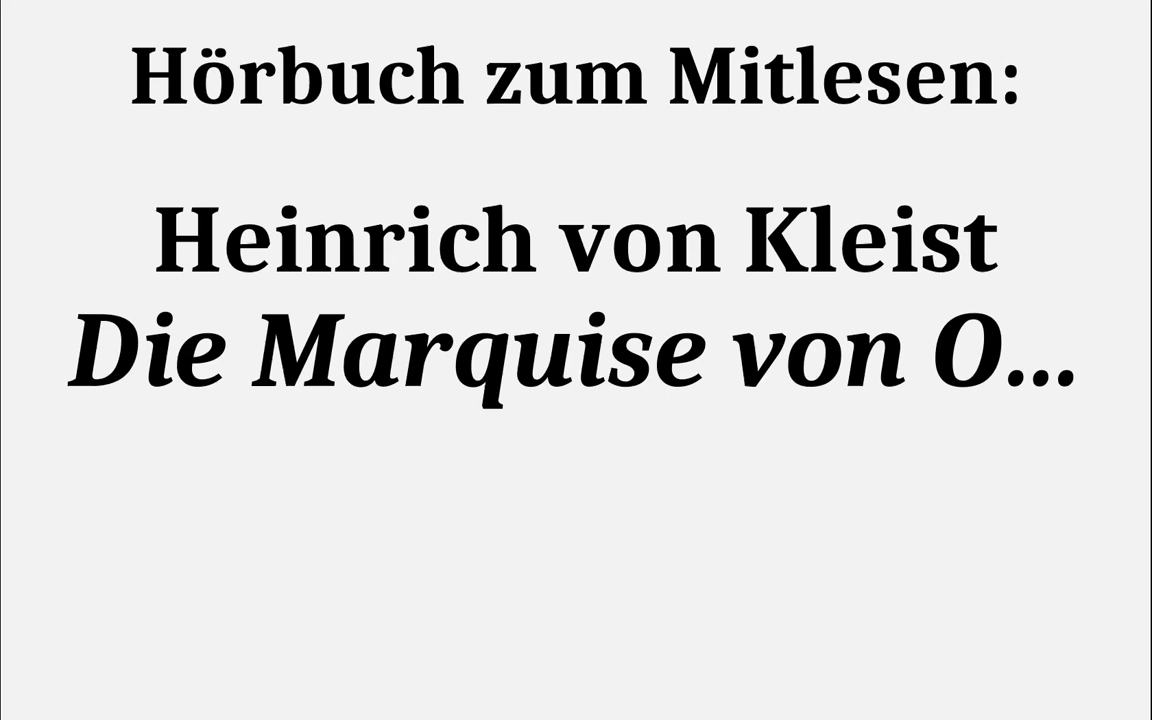 Hörbuch zum Mitlesen:
Heinrich von Kleist
Die Marquise von O...